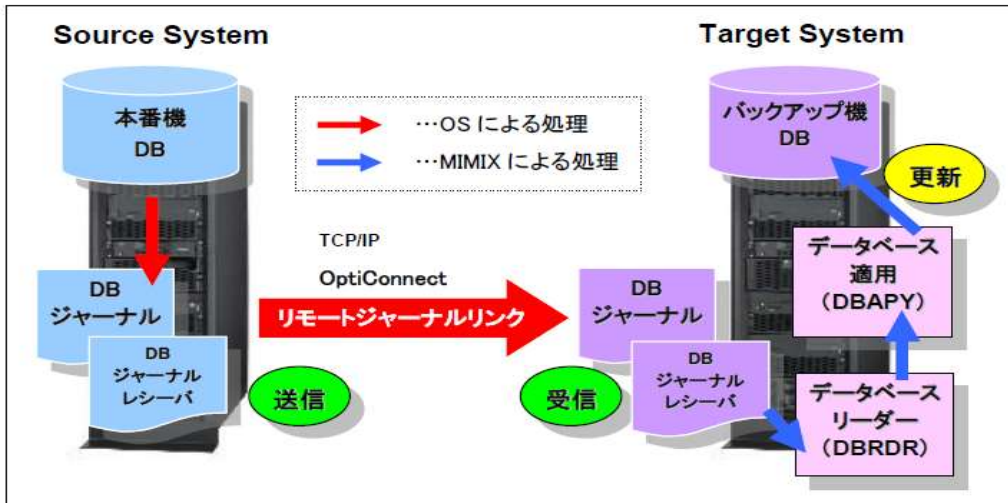 Source System
Target System
本番機
DB
…OS による処理
…MIMIX による処理
バックアップ機
DB
更新
TCP/IP
OptiConnect
リモートジャーナルリンク
DB
ジャーナル
DB
ジャーナル
レシーバ
送信
受信
DB
ジャーナル
DB
ジャーナル
レシーバ
データベース
適用
(DBAPY)
データベース
リーダー
(DBRDR)